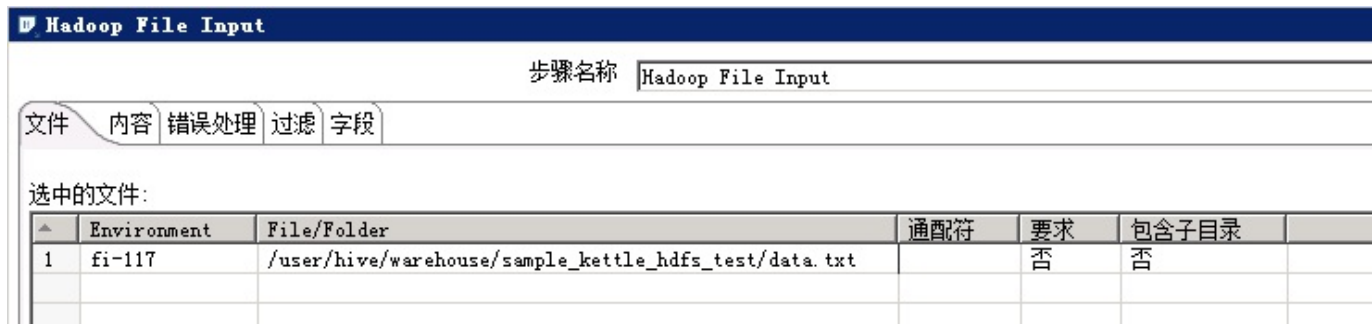 Hadoop File Input
步骤名称 Hadoop File Input
文件 内容 错误处理 过滤 字段
选中的文件:
Environment File/Folder 通配符 要求 包含子目录
1 fi-117 /user/hive/warehouse/sample_kettle_hdfs_test/data.txt 否 否